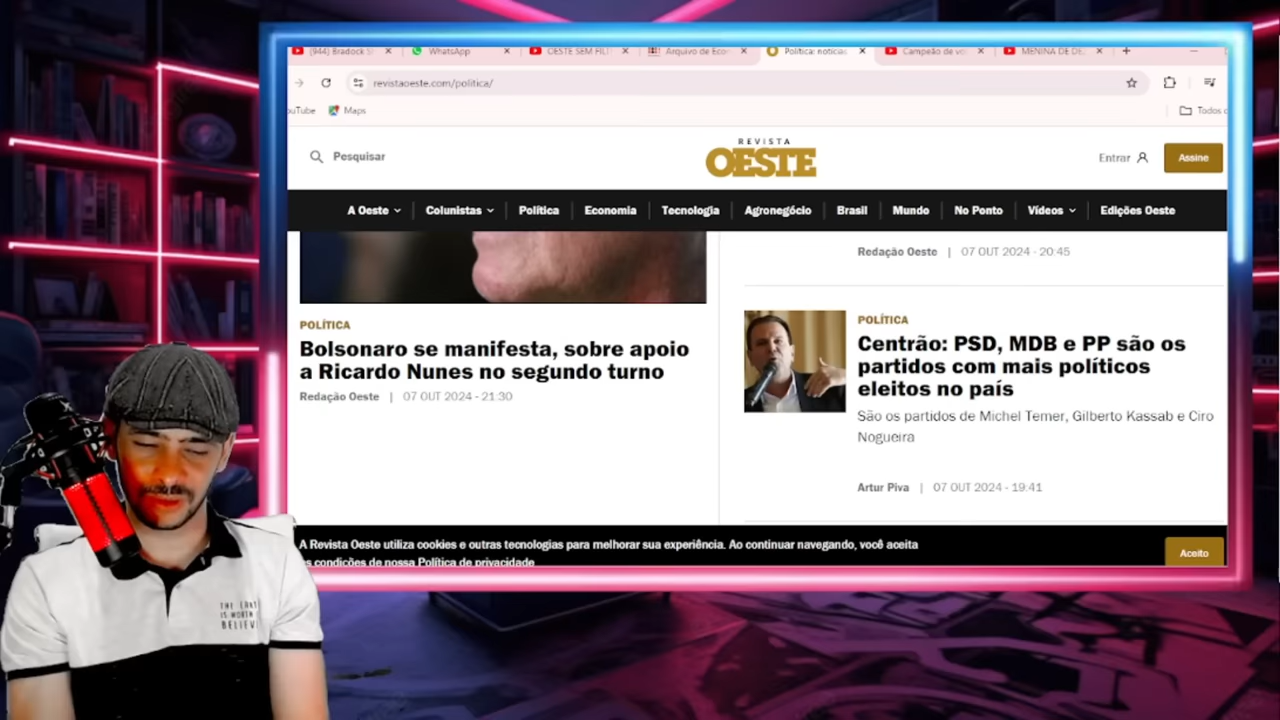 (944) Bradock S
WhatsApp
OESTE SEM FILT
Arquivo de Econ
Política: notícias
Campeão de vo
MENINA DE DE
revistaoeste.com/politica/
ouTube
Maps
Todos o
Pesquisar
REVISTA
OESTE
Entrar
Assine
A Oeste
Colunistas
Política
Economia
Tecnologia
Agronegócio
Brasil
Mundo
No Ponto
Vídeos
Edições Oeste
POLÍTICA
Bolsonaro se manifesta, sobre apoio
a Ricardo Nunes no segundo turno
Redação Oeste | 07 OUT 2024 - 21:30
Redação Oeste | 07 OUT 2024 - 20:45
POLÍTICA
Centrão: PSD, MDB e PP são os
partidos com mais políticos
eleitos no país
São os partidos de Michel Temer, Gilberto Kassab e Ciro
Nogueira
Artur Piva | 07 OUT 2024 - 19:41
A Revista Oeste utiliza cookies e outras tecnologias para melhorar sua experiência. Ao continuar navegando, você aceita
s condições de nossa Política de privacidade
Aceito
THE
IS WORTH
BELIEV